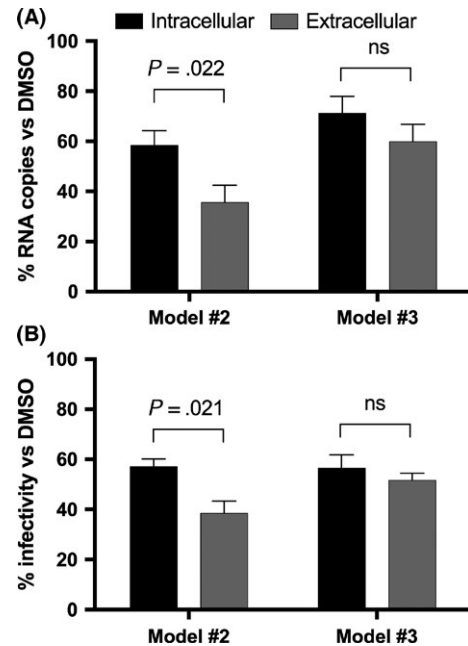 (A)
Intracellular Extracellular
% RNA copies vs DMSO
100
80
60
40
20
0
P = .022
ns
Model #2 Model #3
(B)
% infectivity vs DMSO
100
80
60
40
20
0
P = .021
ns
Model #2 Model #3